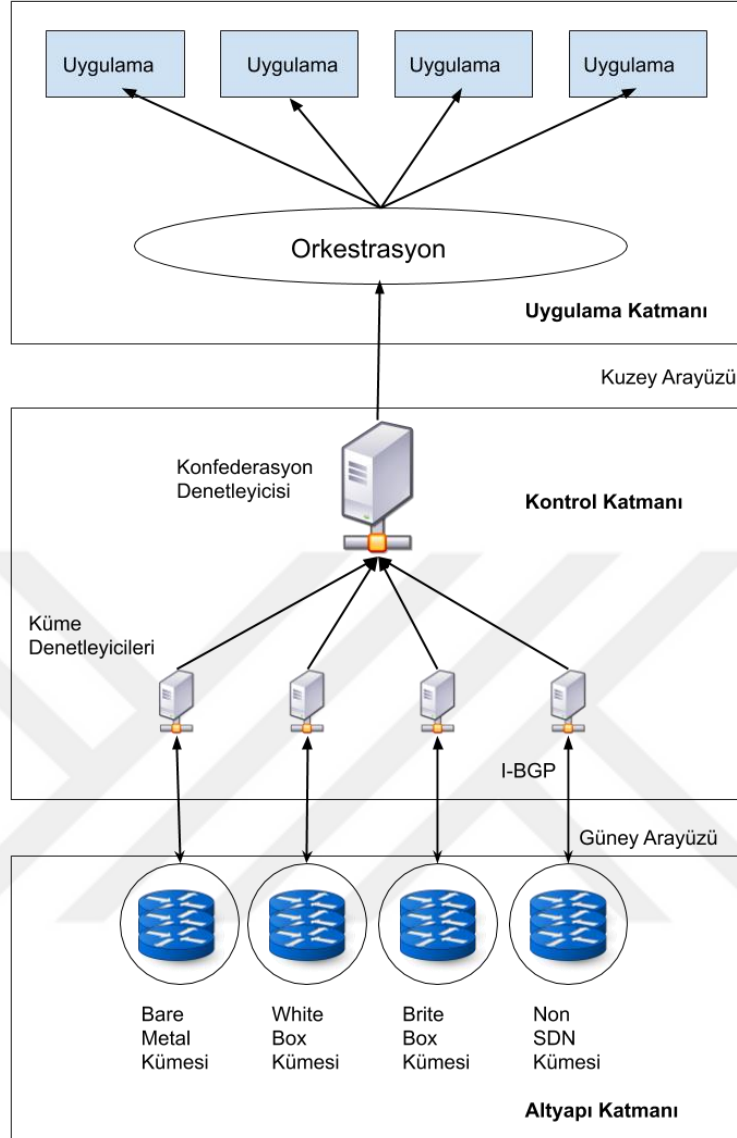 Uygulama
Uygulama
Uygulama
Uygulama
Orkestrasyon
Uygulama Katmanı
Kuzey Arayüzü
Konfederasyon
Denetleyicisi
Kontrol Katmanı
Küme
Denetleyicileri
I-BGP
Güney Arayüzü
Bare
Metal
Kümesi
White
Box
Kümesi
Brite
Box
Kümesi
Non
SDN
Kümesi
Altyapı Katmanı